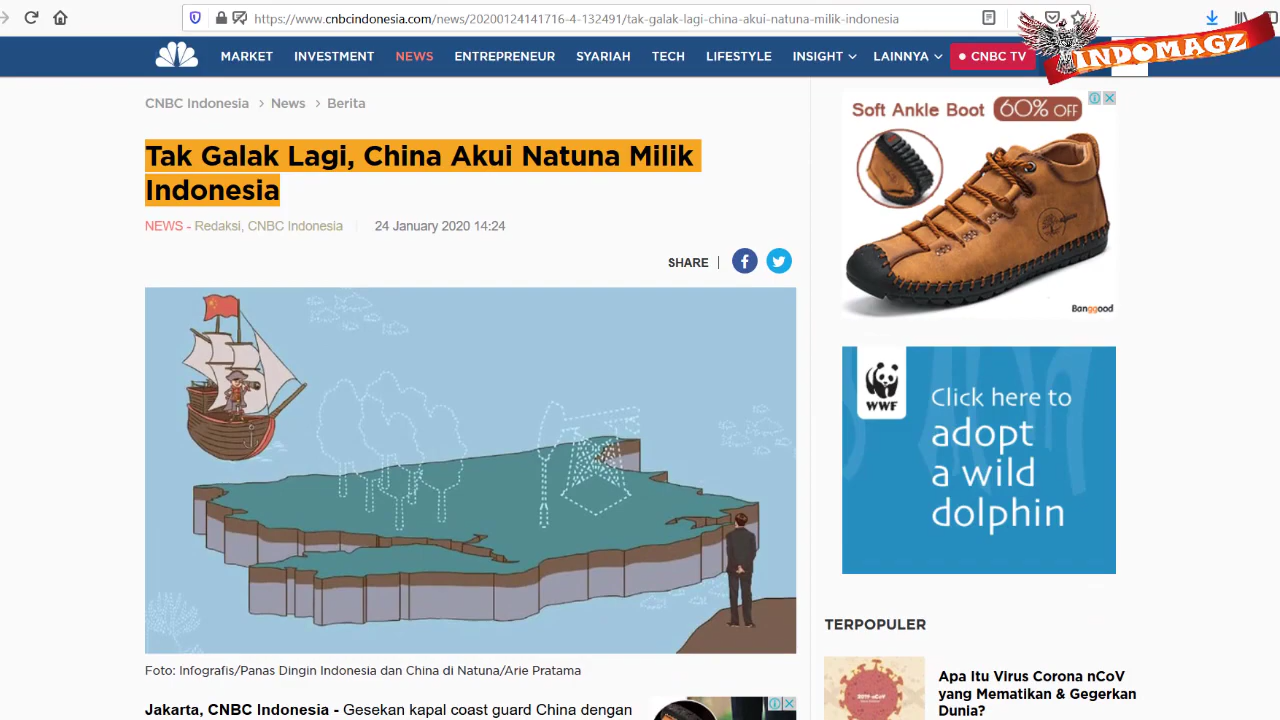 https://www.cnbcindonesia.com/news/20200124141716-4-132491/tak-galak-lagi-china-akui-natuna-milik-indonesia
INDOMAGZ
MARKET INVESTMENT NEWS ENTREPRENEUR SYARIAH TECH LIFESTYLE INSIGHT LAINNYA CNBC TV
CNBC Indonesia > News > Berita
Tak Galak Lagi, China Akui Natuna Milik
Indonesia
NEWS - Redaksi, CNBC Indonesia 24 January 2020 14:24
SHARE |
Foto: Infografis/Panas Dingin Indonesia dan China di Natuna/Arie Pratama
Jakarta, CNBC Indonesia - Gesekan kapal coast guard China dengan
Soft Ankle Boot 60% OFF
Banggood
WWF
Click here to
adopt
a wild
dolphin
TERPOPULER
2019-nCoV
Apa Itu Virus Corona nCoV
yang Mematikan & Gegerkan
Dunia?